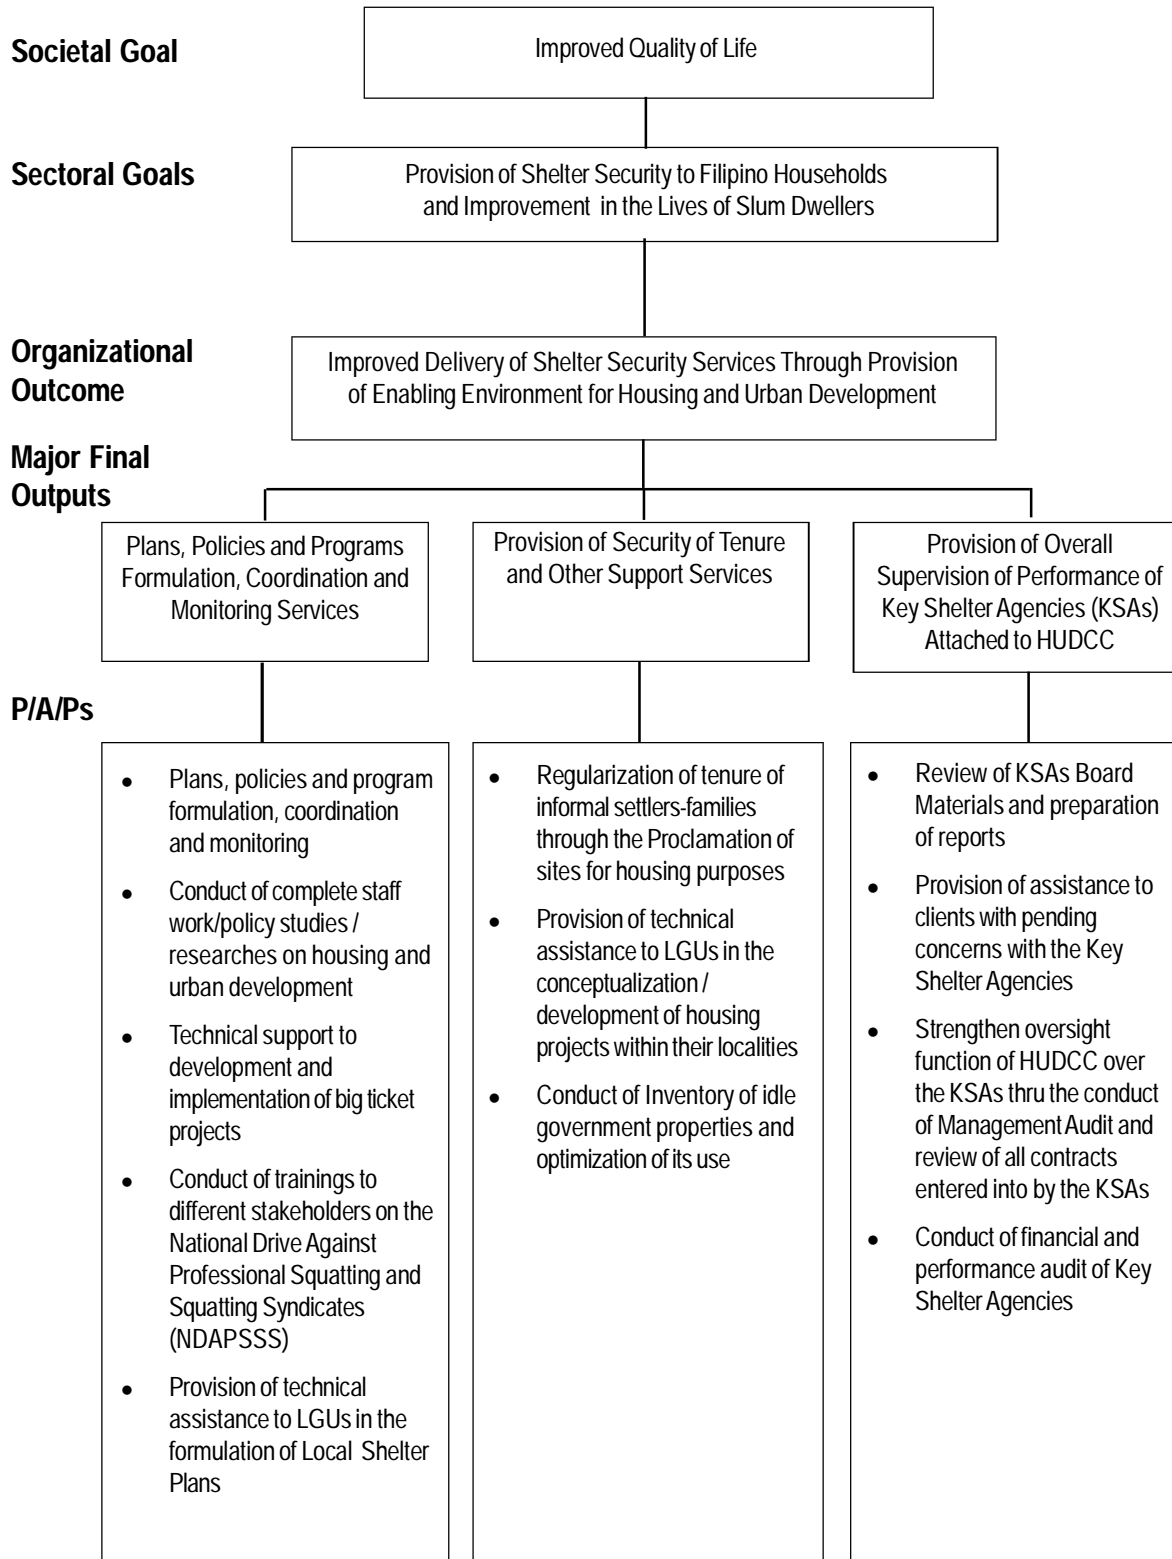 Societal Goal
Improved Quality of Life
Sectoral Goals
Provision of Shelter Security to Filipino Households
and Improvement in the Lives of Slum Dwellers
Organizational
Outcome
Improved Delivery of Shelter Security Services Through Provision
of Enabling Environment for Housing and Urban Development
Major Final
Outputs
Plans, Policies and Programs
Formulation, Coordination and
Monitoring Services
Provision of Security of Tenure
and Other Support Services
Provision of Overall
Supervision of Performance of
Key Shelter Agencies (KSAs)
Attached to HUDCC
P/A/Ps
• Plans, policies and program
formulation, coordination
and monitoring
• Conduct of complete staff
work/policy studies /
researches on housing and
urban development
• Technical support to
development and
implementation of big ticket
projects
• Conduct of trainings to
different stakeholders on the
National Drive Against
Professional Squatting and
Squatting Syndicates
(NDAPSSS)
• Provision of technical
assistance to LGUs in the
formulation of Local Shelter
Plans
• Regularization of tenure of
informal settlers-families
through the Proclamation of
sites for housing purposes
• Provision of technical
assistance to LGUs in the
conceptualization /
development of housing
projects within their localities
• Conduct of Inventory of idle
government properties and
optimization of its use
• Review of KSAs Board
Materials and preparation
of reports
• Provision of assistance to
clients with pending
concerns with the Key
Shelter Agencies
• Strengthen oversight
function of HUDCC over
the KSAs thru the conduct
of Management Audit and
review of all contracts
entered into by the KSAs
• Conduct of financial and
performance audit of Key
Shelter Agencies